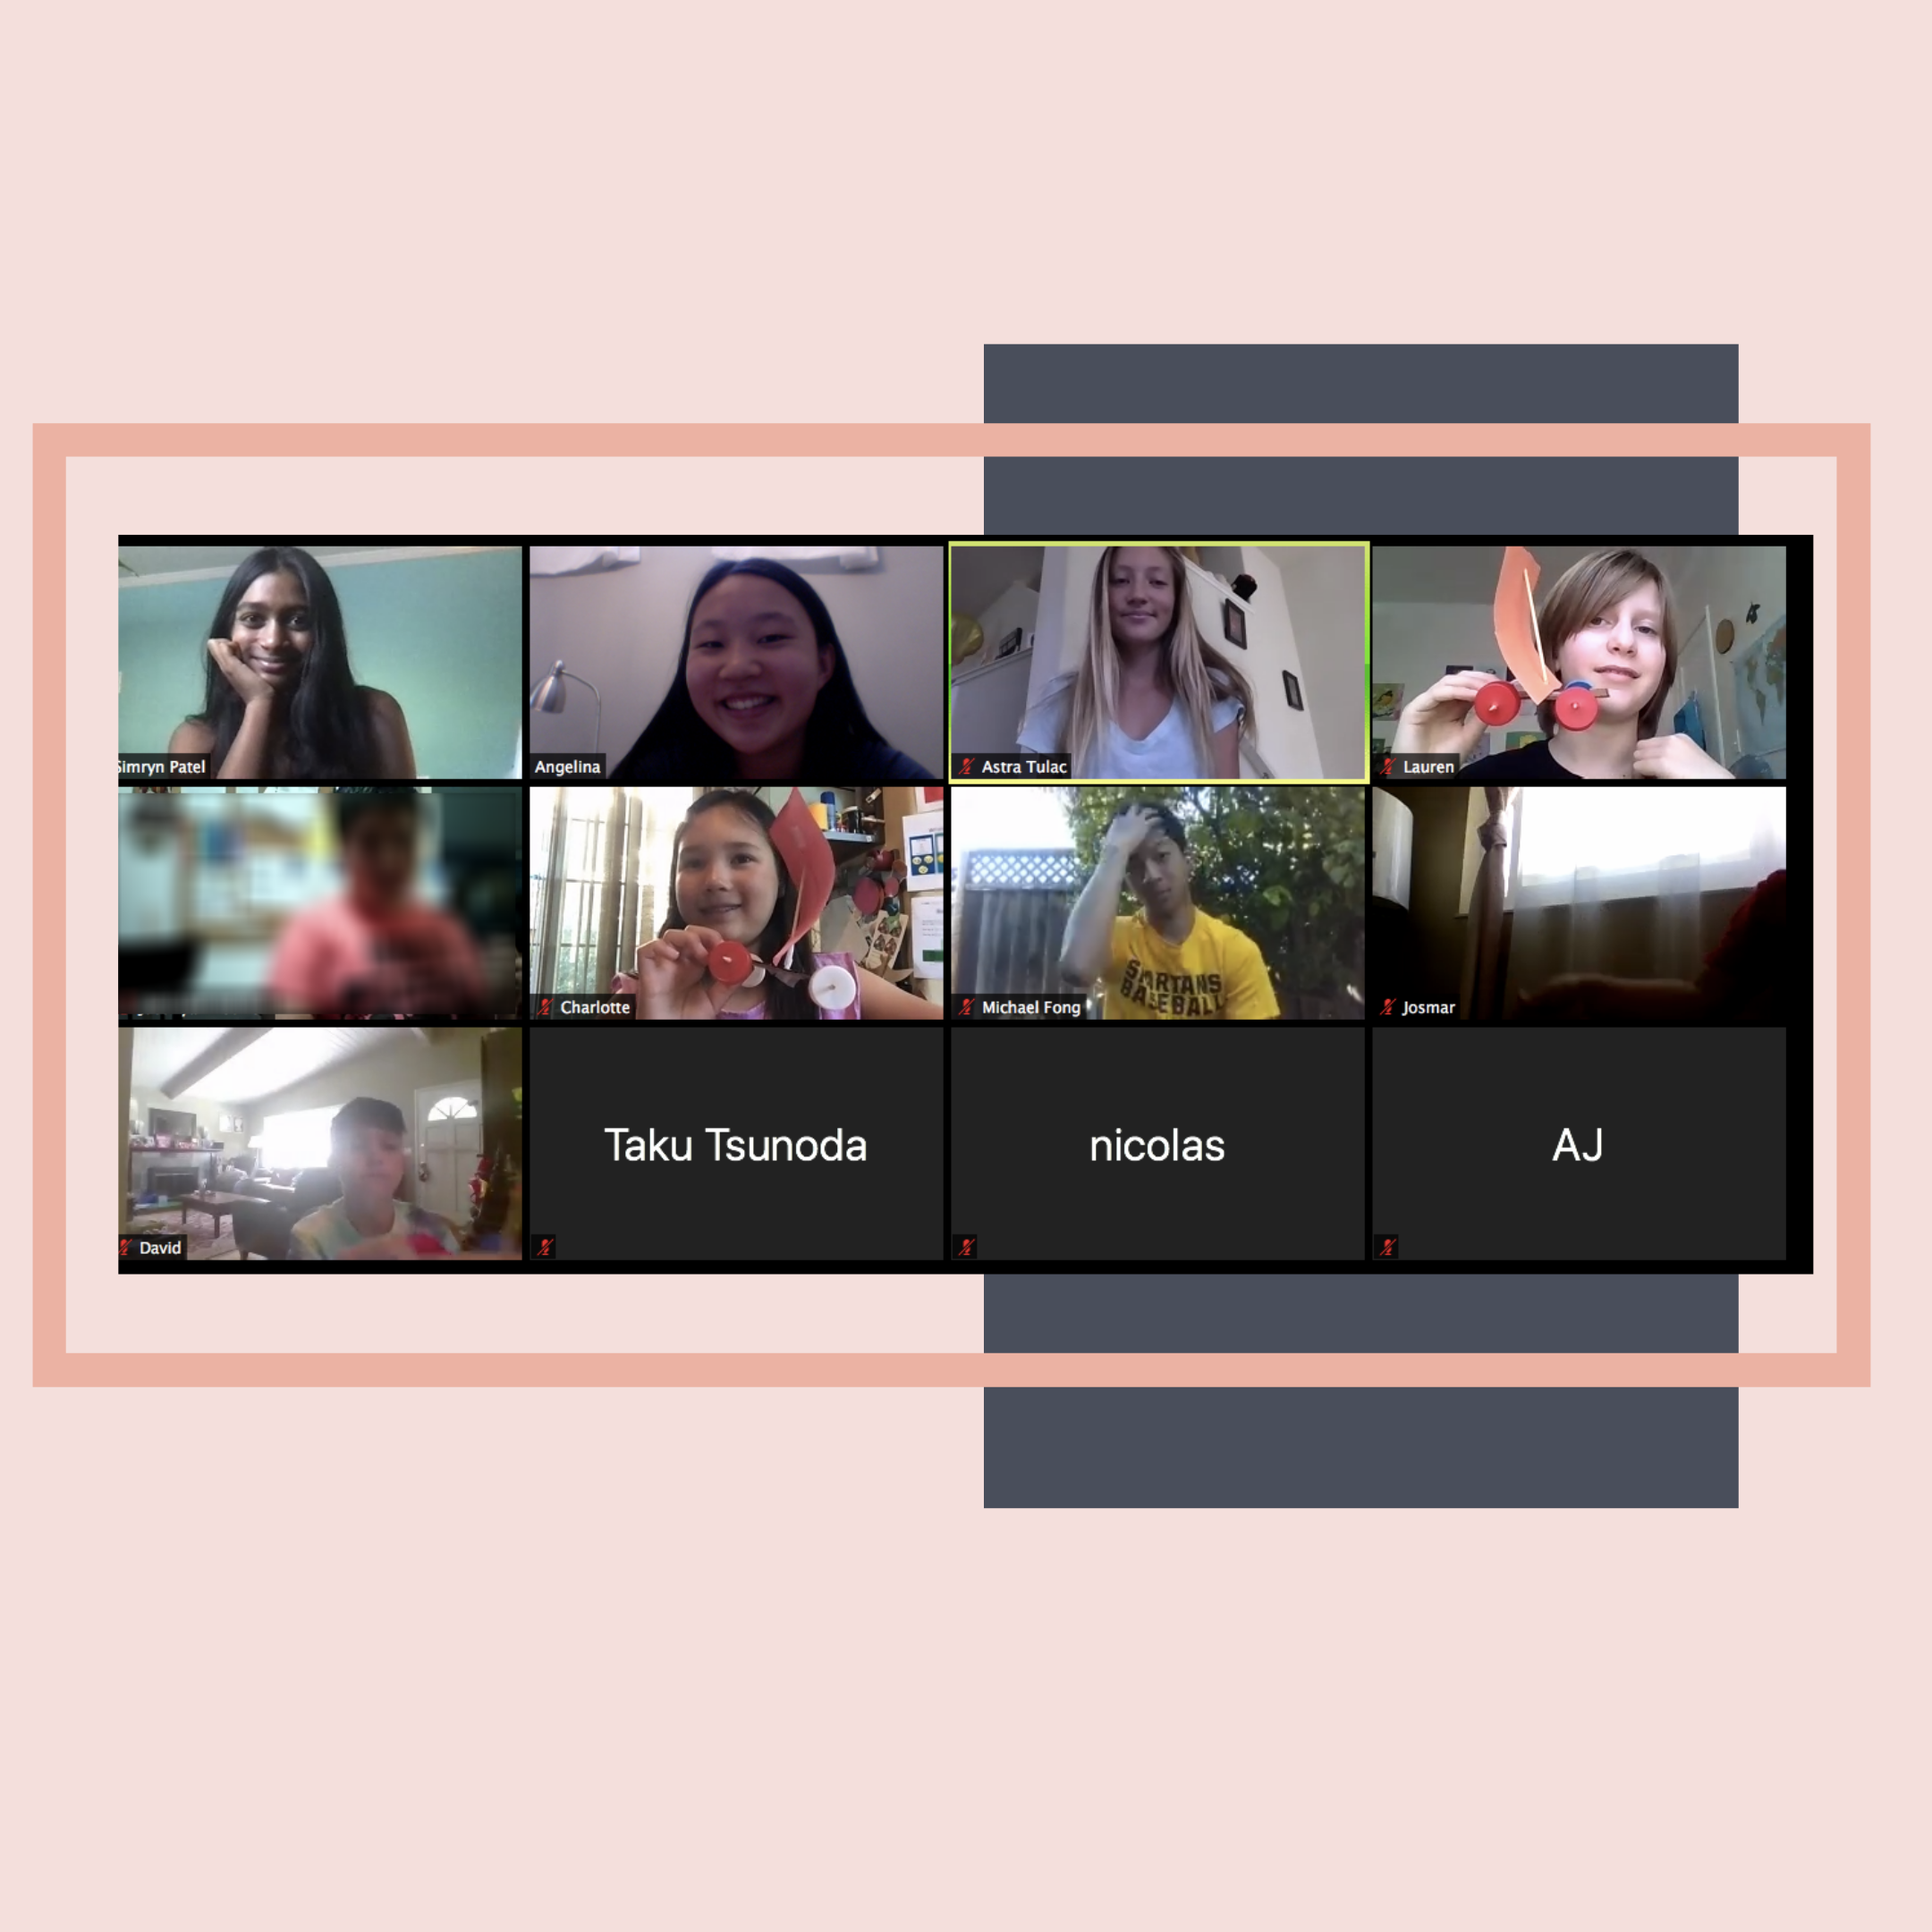 Simryn Patel
Angelina
Astra Tulac
Lauren
Charlotte
Michael Fong
Josmar
SPARTANS
BASEBALL
David
Taku Tsunoda
nicolas
AJ